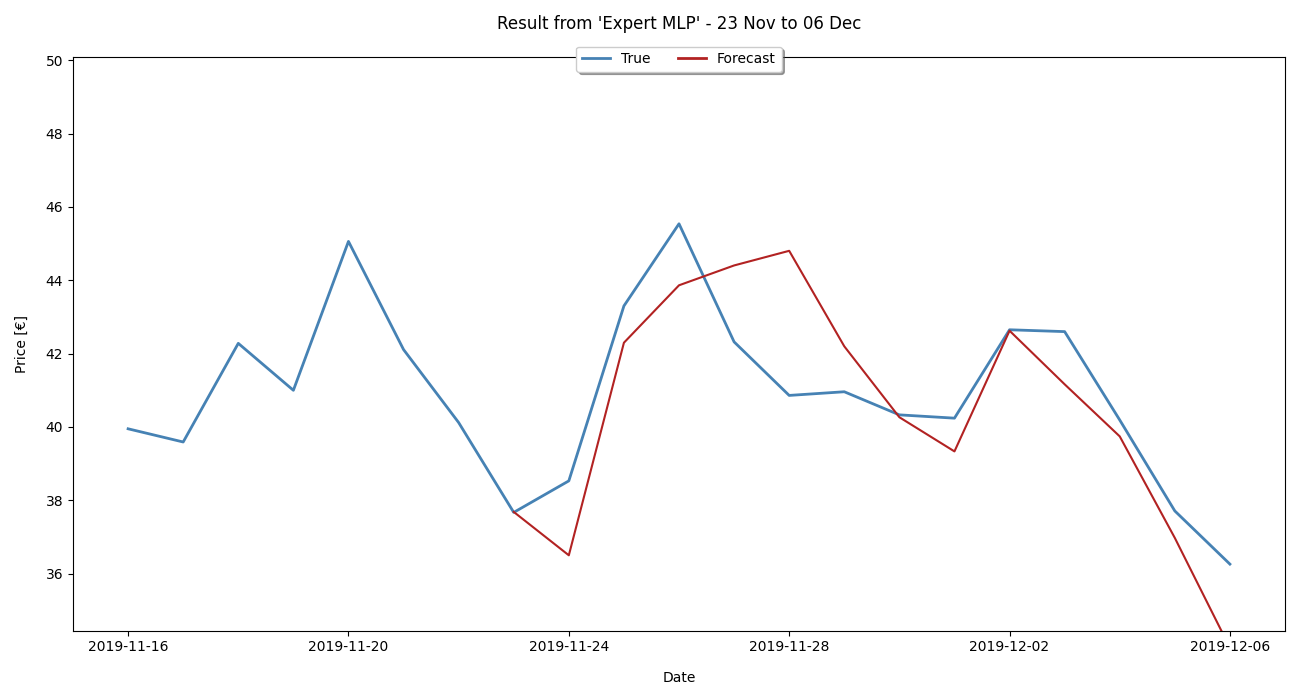 Result from 'Expert MLP' - 23 Nov to 06 Dec
True Forecast
50
48
46
44
42
40
38
36
Price [€]
2019-11-16 2019-11-20 2019-11-24 2019-11-28 2019-12-02 2019-12-06
Date